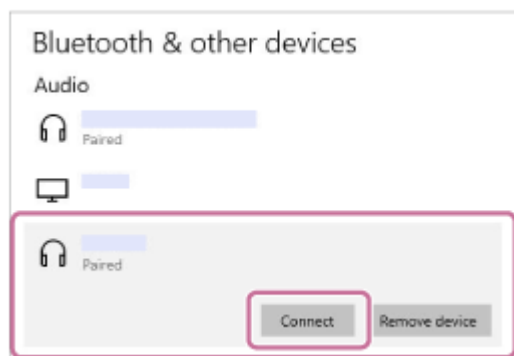 Bluetooth & other devices
Audio
Paired
Paired
Connect Remove device